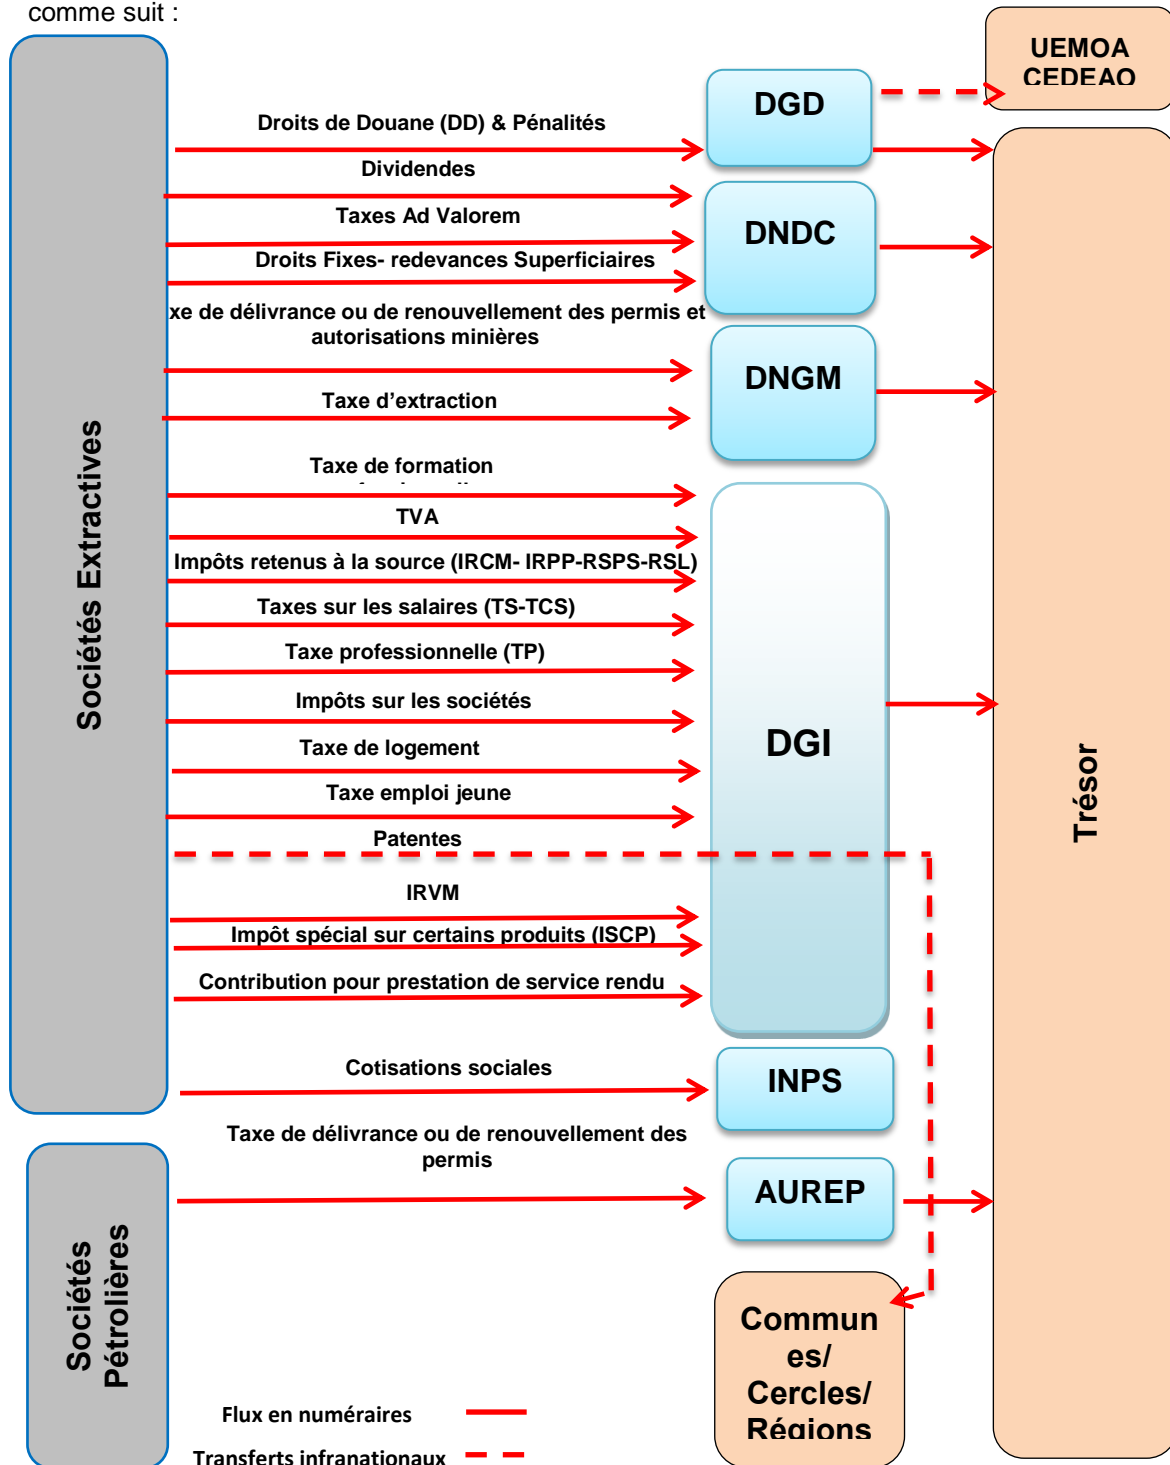 comme suit :
UEMOA
CEDEAO
DGD
Droits de Douane (DD) & Pénalités
Dividendes
Taxes Ad Valorem
DNDC
Droits Fixes- redevances Superficiaires
xe de délivrance ou de renouvellement des permis et
autorisations minières
DNGM
Taxe d’extraction
Sociétés Extractives
Taxe de formation
TVA
Impôts retenus à la source (IRCM- IRPP-RSPS-RSL)
Taxes sur les salaires (TS-TCS)
Taxe professionnelle (TP)
Impôts sur les sociétés
Taxe de logement
DGI
Trésor
Taxe emploi jeune
Patentes
IRVM
Impôt spécial sur certains produits (ISCP)
Contribution pour prestation de service rendu
Cotisations sociales
INPS
Taxe de délivrance ou de renouvellement des
permis
AUREP
Sociétés
Pétrolières
Commun
es/
Cercles/
Régions
Flux en numéraires
Transferts infranationaux